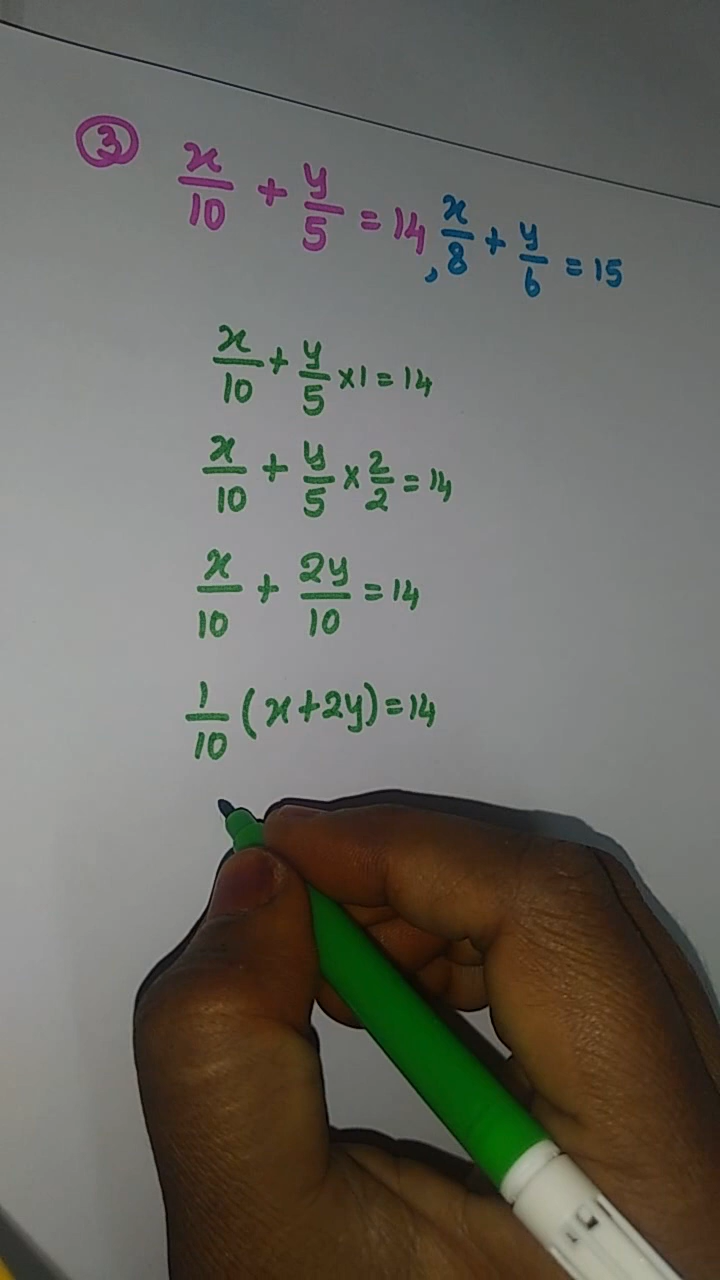 ③ x/10 + y/5 = 14, x/8 + y/6 = 15
x/10 + y/5 × 1 = 14
x/10 + y/5 × 2/2 = 14
x/10 + 2y/10 = 14
1/10 (x + 2y) = 14